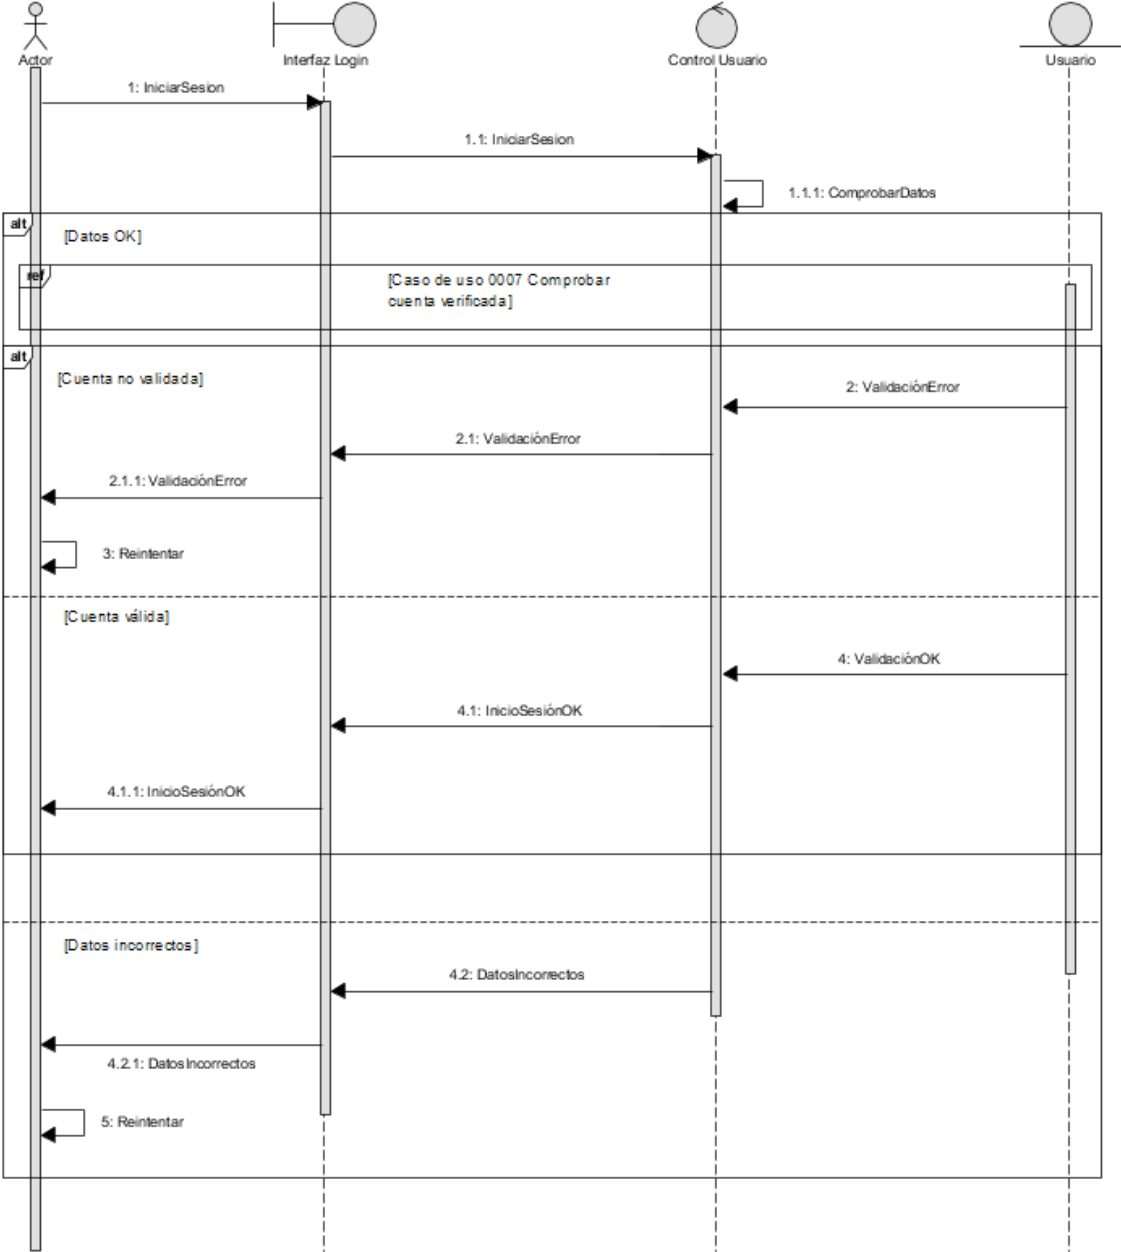 Actor
Interfaz Login
Control Usuario
Usuario
1: IniciarSesion
1.1: IniciarSesion
1.1.1: ComprobarDatos
alt
[Datos OK]
ref
[Caso de uso 0007 Comprobar
cuenta verificada]
alt
[Cuenta no validada]
2: ValidaciónError
2.1: ValidaciónError
2.1.1: ValidaciónError
3: Reintentar
[Cuenta válida]
4: ValidaciónOK
4.1: InicioSesiónOK
4.1.1: InicioSesiónOK
[Datos incorrectos]
4.2: DatosIncorrectos
4.2.1: DatosIncorrectos
5: Reintentar